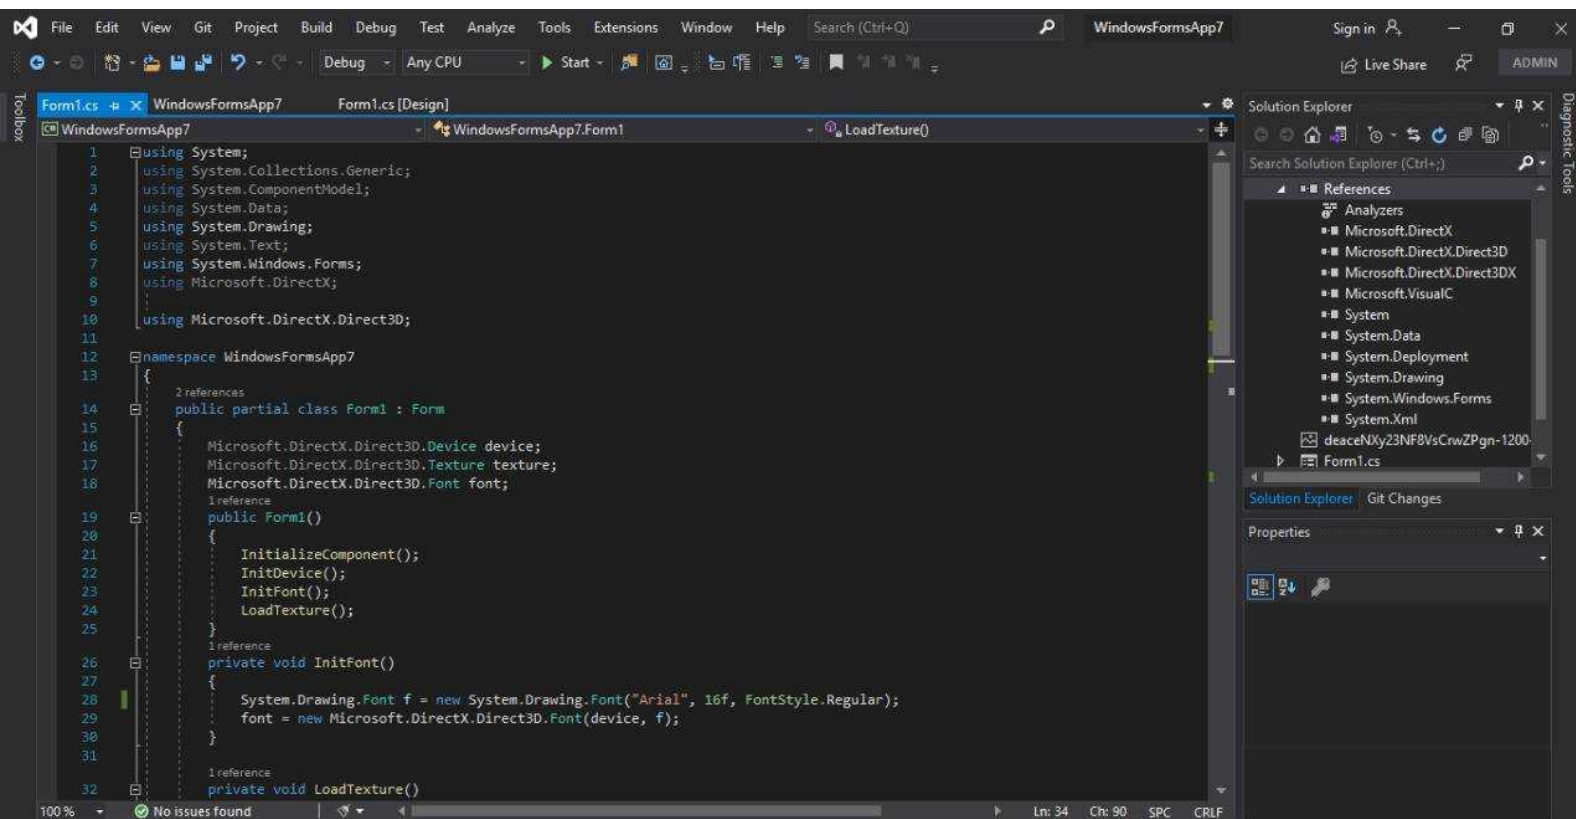 File Edit View Git Project Build Debug Test Analyze Tools Extensions Window Help Search (Ctrl+Q) WindowsFormsApp7 Sign in
Debug Any CPU Start Live Share ADMIN
Toolbox
Form1.cs WindowsFormsApp7 Form1.cs [Design]
WindowsFormsApp7 WindowsFormsApp7.Form1 LoadTexture()
1 using System;
2 using System.Collections.Generic;
3 using System.ComponentModel;
4 using System.Data;
5 using System.Drawing;
6 using System.Text;
7 using System.Windows.Forms;
8 using Microsoft.DirectX;
9
10 using Microsoft.DirectX.Direct3D;
11
12 namespace WindowsFormsApp7
13 {
2 references
14 public partial class Form1 : Form
15 {
16 Microsoft.DirectX.Direct3D.Device device;
17 Microsoft.DirectX.Direct3D.Texture texture;
18 Microsoft.DirectX.Direct3D.Font font;
1 reference
19 public Form1()
20 {
21 InitializeComponent();
22 InitDevice();
23 InitFont();
24 LoadTexture();
25 }
1 reference
26 private void InitFont()
27 {
28 System.Drawing.Font f = new System.Drawing.Font("Arial", 16f, FontStyle.Regular);
29 font = new Microsoft.DirectX.Direct3D.Font(device, f);
30 }
31
1 reference
32 private void LoadTexture()
100 % No issues found Ln: 34 Ch: 90 SPC CRLF
Solution Explorer
Search Solution Explorer (Ctrl+;)
References
Analyzers
Microsoft.DirectX
Microsoft.DirectX.Direct3D
Microsoft.DirectX.Direct3DX
Microsoft.VisualC
System
System.Data
System.Deployment
System.Drawing
System.Windows.Forms
System.Xml
deaceNXy23NF8VsCrwZPgn-1200-
Form1.cs
Solution Explorer Git Changes
Properties
Diagnostic Tools